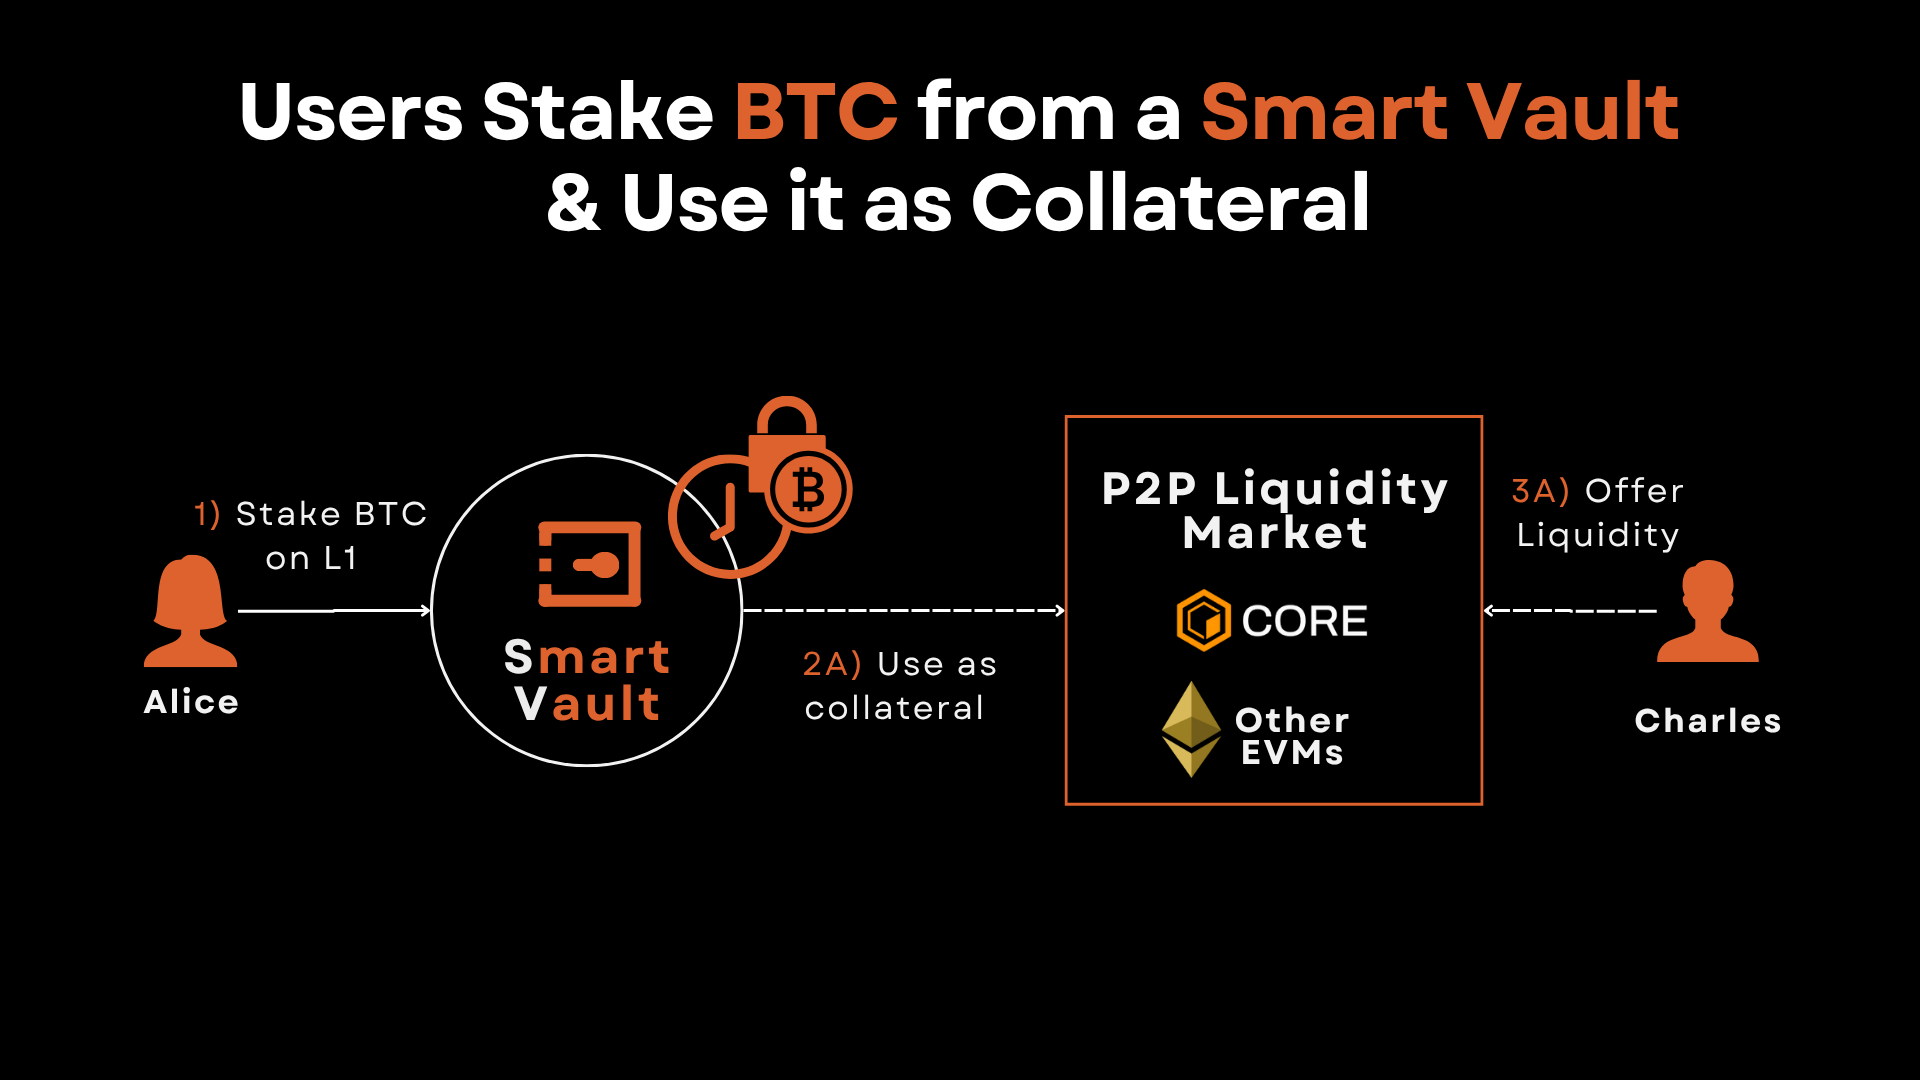 Users Stake BTC from a Smart Vault
& Use it as Collateral
1) Stake BTC
on L1
Alice
Smart
Vault
2A) Use as
collateral
P2P Liquidity
Market
CORE
Other
EVMs
3A) Offer
Liquidity
Charles